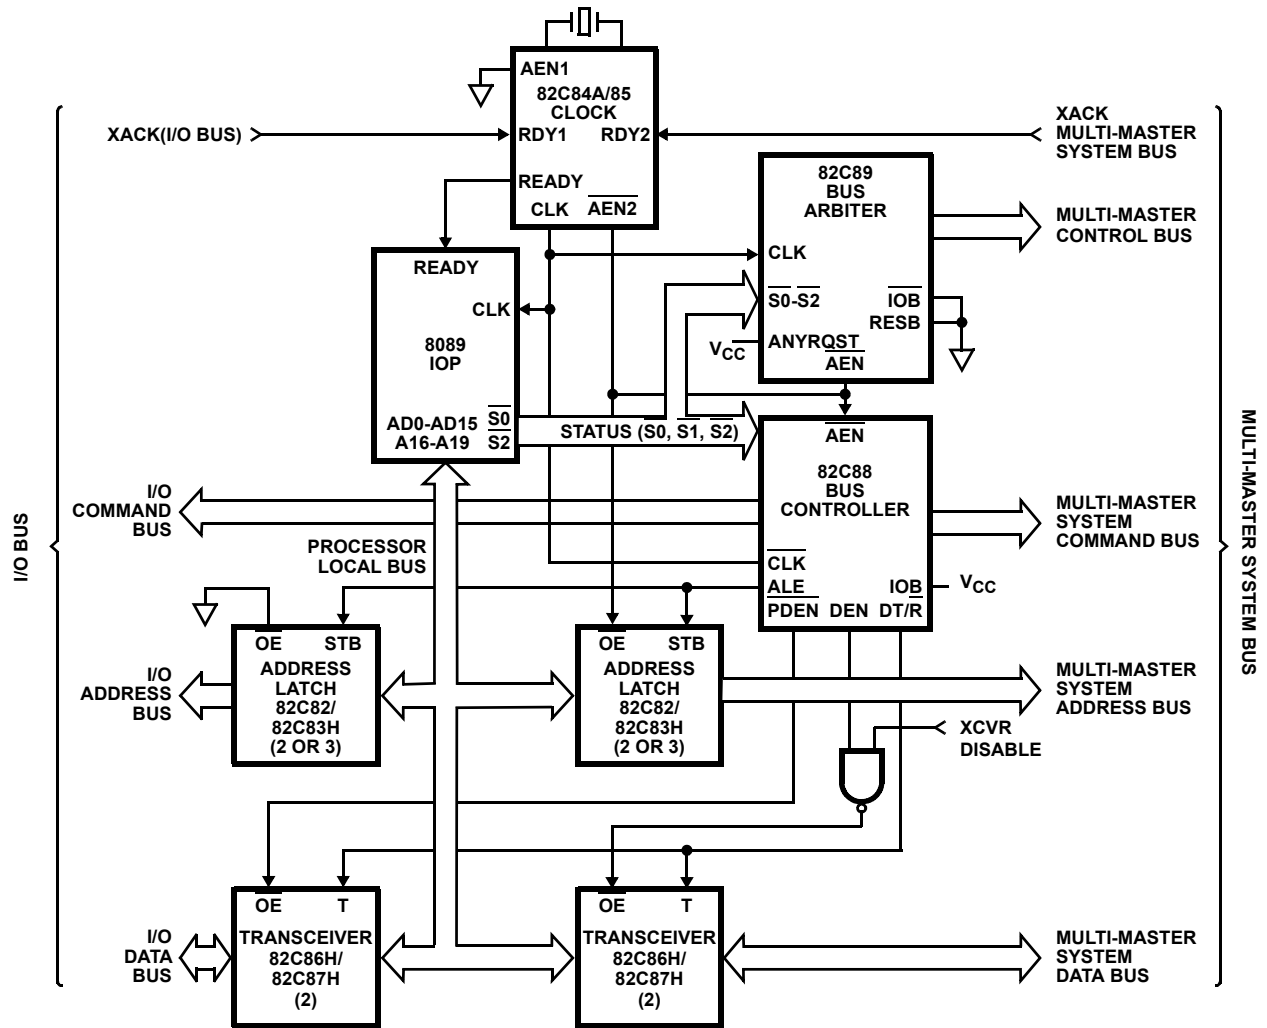 AEN1
82C84A/85
CLOCK
RDY1
RDY2
READY
CLK
AEN2
XACK(I/O BUS)
XACK
MULTI-MASTER
SYSTEM BUS
82C89
BUS
ARBITER
CLK
S0-S2
IOB
RESB
ANYRQST
AEN
VCC
MULTI-MASTER
CONTROL BUS
READY
CLK
8089
IOP
AD0-AD15
A16-A19
S0
S2
STATUS (S0, S1, S2)
AEN
82C88
BUS
CONTROLLER
CLK
ALE
IOB
PDEN
DEN
DT/R
VCC
I/O
COMMAND
BUS
MULTI-MASTER
SYSTEM
COMMAND BUS
PROCESSOR
LOCAL BUS
I/O BUS
MULTI-MASTER SYSTEM BUS
OE
STB
ADDRESS
LATCH
82C82/
82C83H
(2 OR 3)
OE
STB
ADDRESS
LATCH
82C82/
82C83H
(2 OR 3)
I/O
ADDRESS
BUS
MULTI-MASTER
SYSTEM
ADDRESS BUS
XCVR
DISABLE
OE
T
TRANSCEIVER
82C86H/
82C87H
(2)
OE
T
TRANSCEIVER
82C86H/
82C87H
(2)
I/O
DATA
BUS
MULTI-MASTER
SYSTEM
DATA BUS